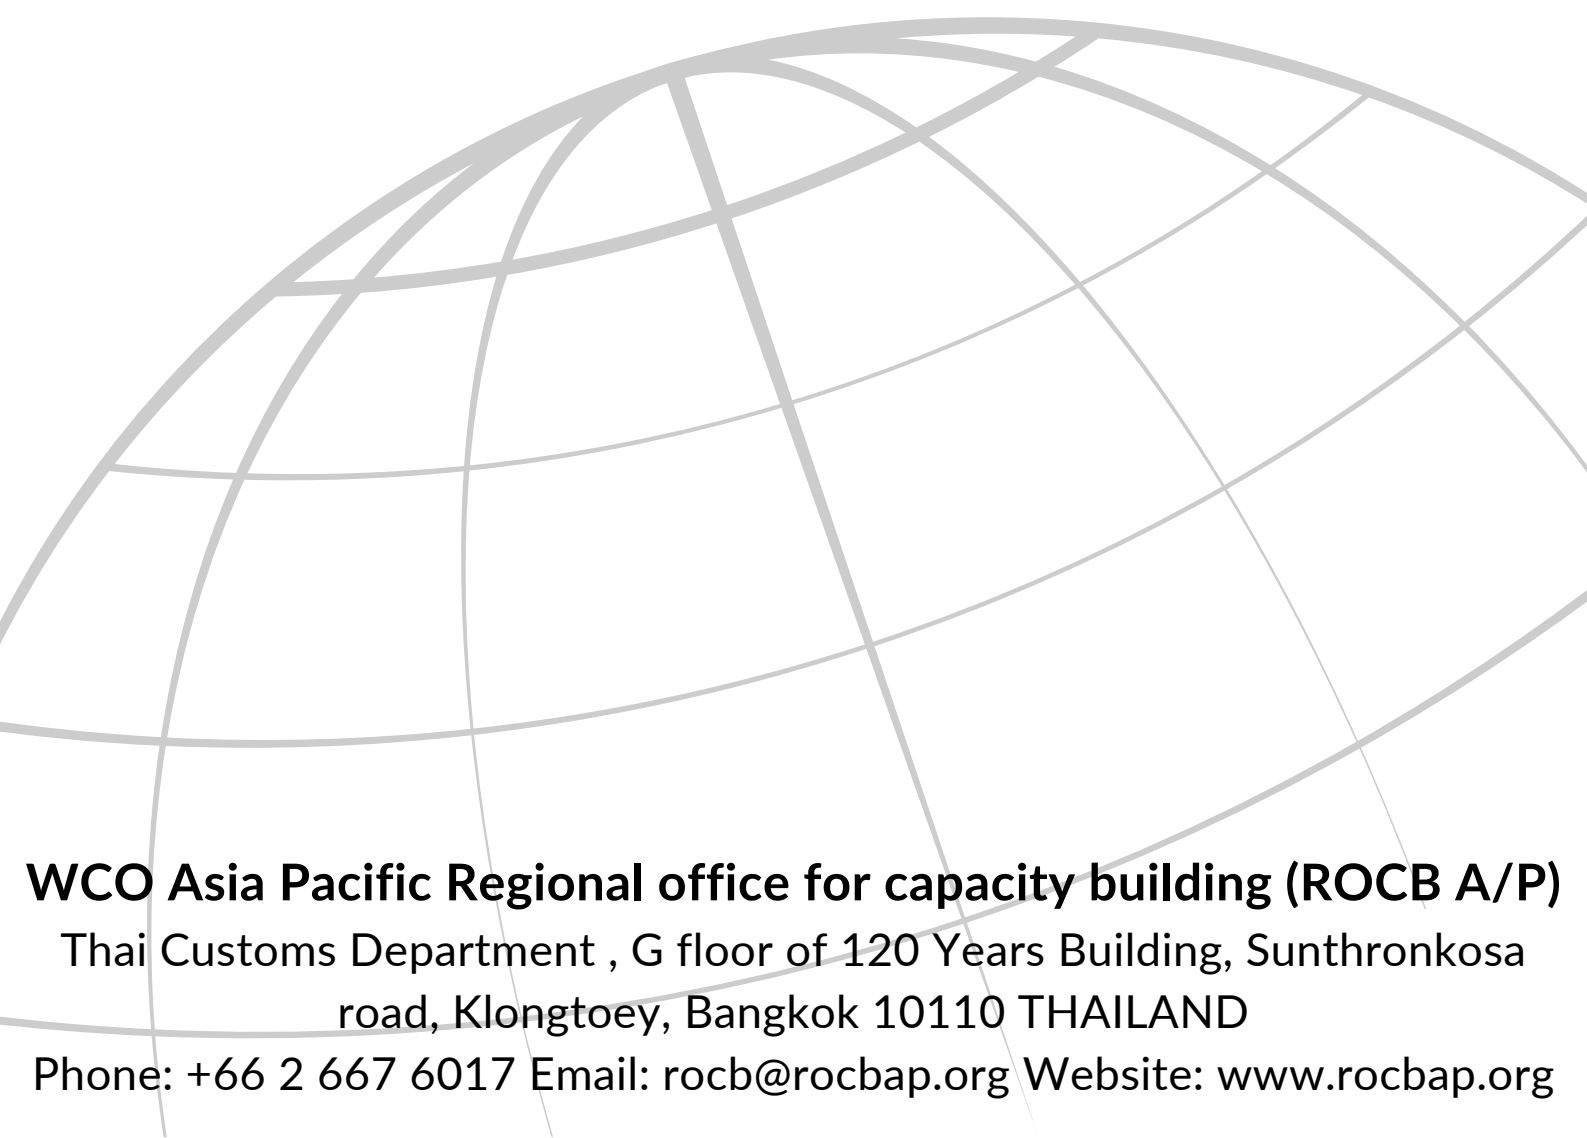 WCO Asia Pacific Regional office for capacity building (ROCB A/P)
Thai Customs Department , G floor of 120 Years Building, Sunthronkosa
road, Klongtoey, Bangkok 10110 THAILAND
Phone: +66 2 667 6017 Email: rocb@rocbap.org Website: www.rocbap.org